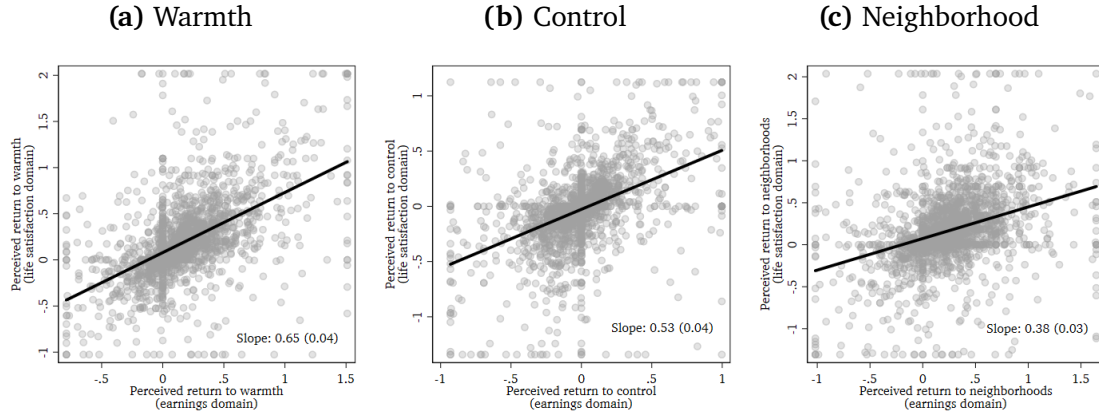 (a) Warmth
Perceived return to warmth
(life satisfaction domain)
2
1.5
1
.5
0
-.5
-1
Slope: 0.65 (0.04)
-.5
0
.5
1
1.5
Perceived return to warmth
(earnings domain)
(b) Control
Perceived return to control
(life satisfaction domain)
1
.5
0
-.5
-1
Slope: 0.53 (0.04)
-1
-.5
0
.5
1
Perceived return to control
(earnings domain)
(c) Neighborhood
Perceived return to neighborhoods
(life satisfaction domain)
2
1.5
1
.5
0
-.5
-1
Slope: 0.38 (0.03)
-1
-.5
0
.5
1
1.5
Perceived return to neighborhoods
(earnings domain)